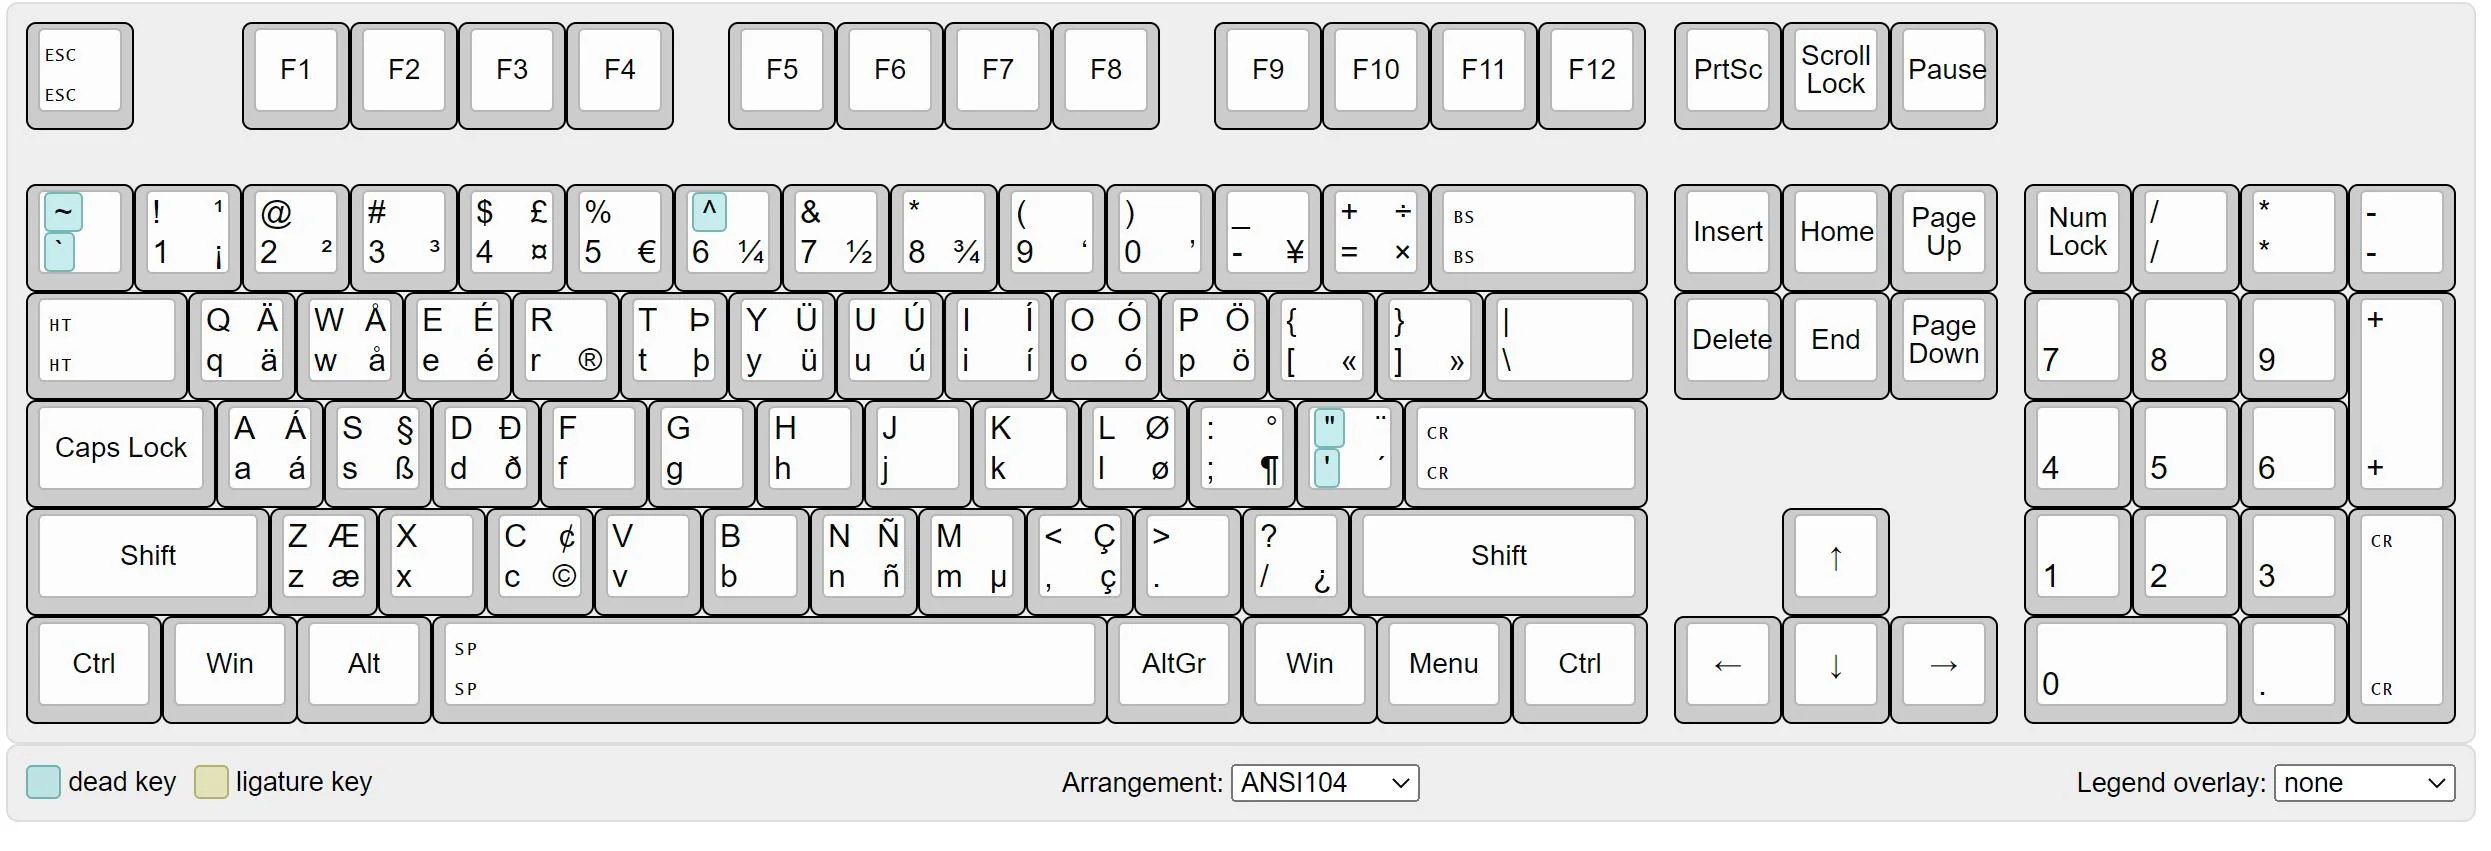 ESC
ESC
F1 F2 F3 F4 F5 F6 F7 F8 F9 F10 F11 F12 PrtSc Scroll Lock Pause
~ ! ¹ @ # $ £ % ^ & * ( ) _ + ÷ BS Insert Home Page Up Num Lock / * -
` 1 ¡ 2 ² 3 ³ 4 ¤ 5 € 6 ¼ 7 ½ 8 ¾ 9 ‘ 0 ’ - ¥ = × BS / * -
HT Q Ä W Å E É R T Þ Y Ü U Ú I Í O Ó P Ö { } | Delete End Page Down +
HT q ä w å e é r ® t þ y ü u ú i í o ó p ö [ « ] » \ 7 8 9
Caps Lock A Á S § D Ð F G H J K L Ø : ° " ¨ CR
a á s ß d ð f g h j k l ø ; ¶ ' ´ CR 4 5 6 +
Shift Z Æ X C ¢ V B N Ñ M < Ç > ? Shift ↑ CR
z æ x c © v b n ñ m µ , ç . / ¿ 1 2 3
Ctrl Win Alt SP AltGr Win Menu Ctrl ← ↓ →
SP 0 . CR
dead key ligature key Arrangement: ANSI104 Legend overlay: none